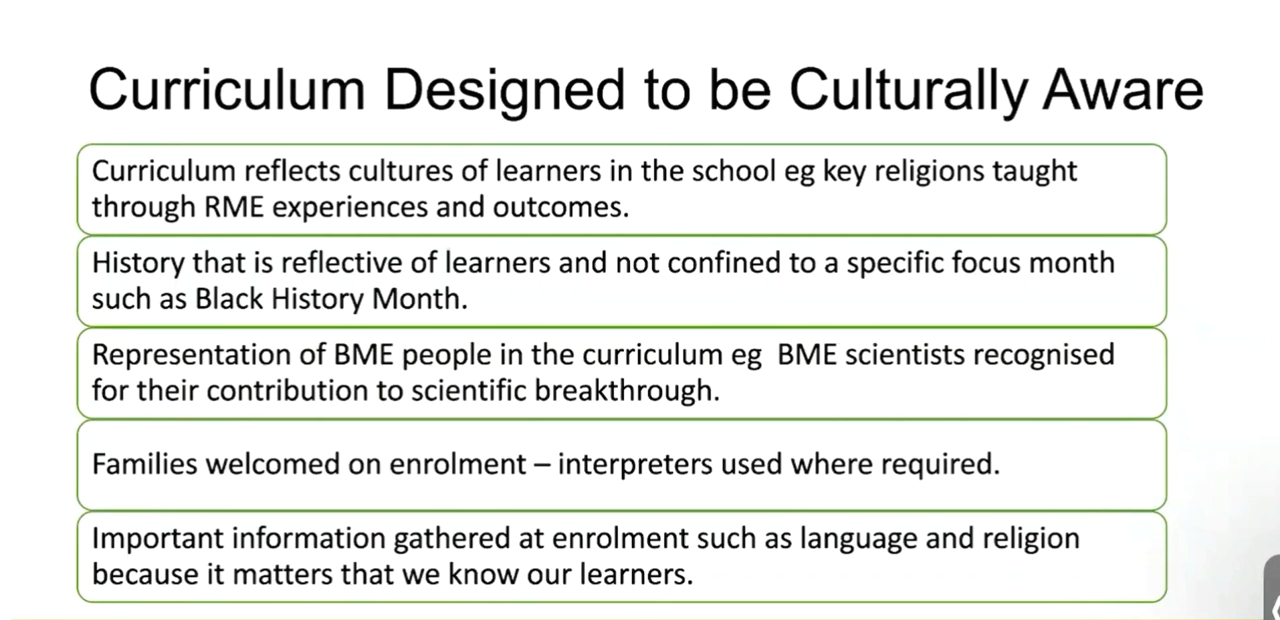 Curriculum Designed to be Culturally Aware
Curriculum reflects cultures of learners in the school eg key religions taught
through RME experiences and outcomes.
History that is reflective of learners and not confined to a specific focus month
such as Black History Month.
Representation of BME people in the curriculum eg  BME scientists recognised
for their contribution to scientific breakthrough.
Families welcomed on enrolment – interpreters used where required.
Important information gathered at enrolment such as language and religion
because it matters that we know our learners.